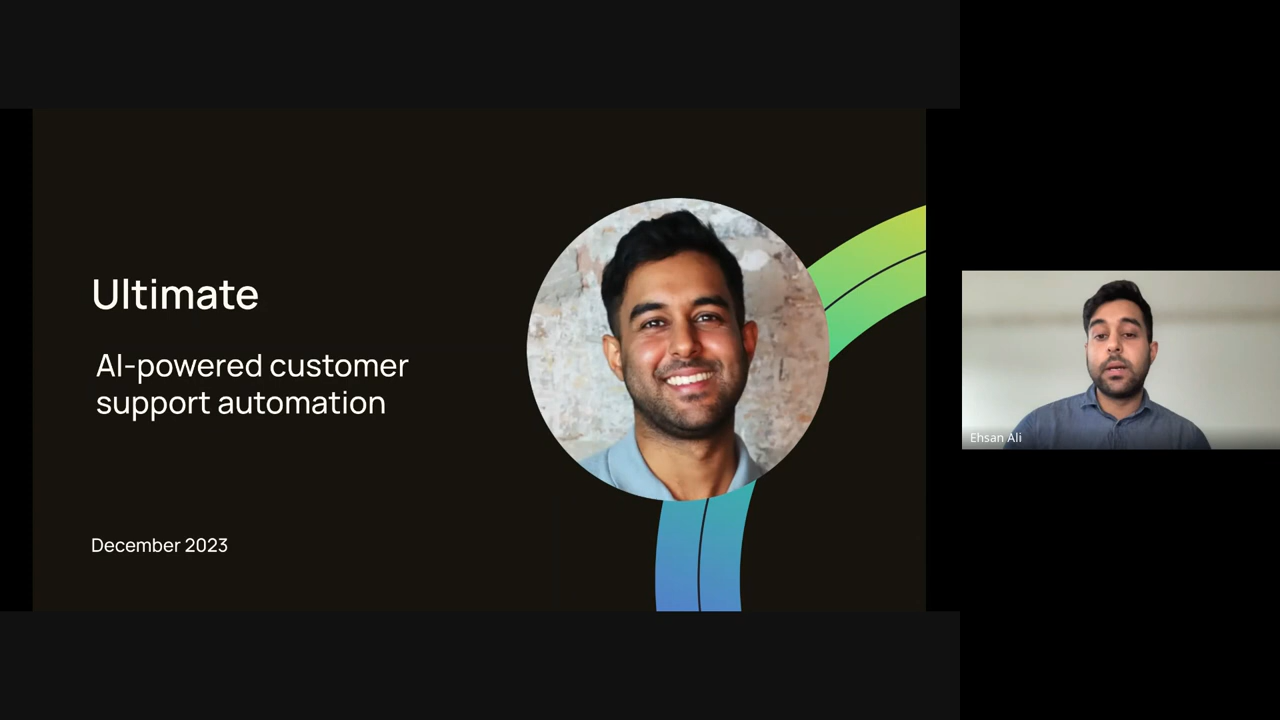 Ultimate
AI-powered customer
support automation
December 2023
Ehsan Ali